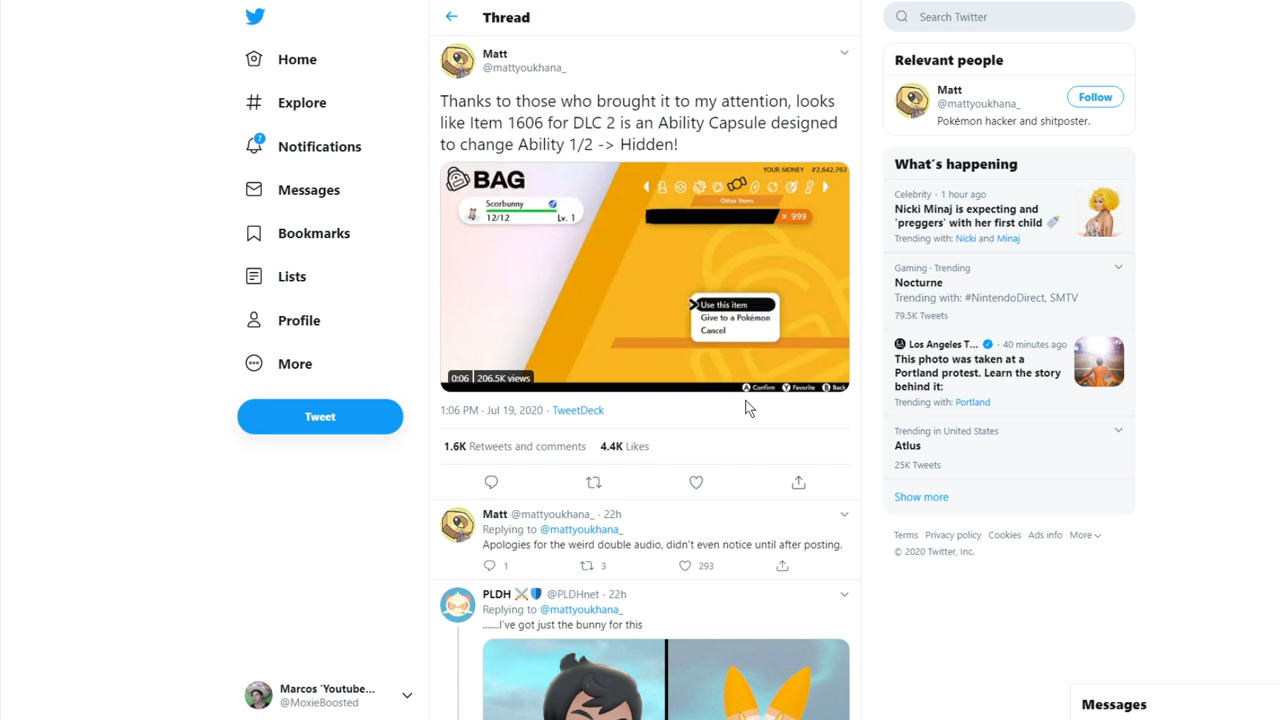 Home
Explore
7
Notifications
Messages
Bookmarks
Lists
Profile
More
Tweet
Marcos 'Youtube...
@MoxieBoosted
Thread
Matt
@mattyoukhana_
Thanks to those who brought it to my attention, looks
like Item 1606 for DLC 2 is an Ability Capsule designed
to change Ability 1/2 -> Hidden!
BAG
YOUR MONEY ₽2,642,763
Other Items
Scorbunny
12/12 Lv. 1
× 999
Use this item
Give to a Pokémon
Cancel
0:06 206.5K views
A Confirm Y Favorite B Back
1:06 PM · Jul 19, 2020 · TweetDeck
1.6K Retweets and comments 4.4K Likes
Matt @mattyoukhana_ · 22h
Replying to @mattyoukhana_
Apologies for the weird double audio, didn't even notice until after posting.
1 3 293
PLDH ⚔️🛡️ @PLDHnet · 22h
Replying to @mattyoukhana_
.......I've got just the bunny for this
Search Twitter
Relevant people
Matt
@mattyoukhana_
Follow
Pokémon hacker and shitposter.
What's happening
Celebrity · 1 hour ago
Nicki Minaj is expecting and
'preggers' with her first child 🍼
Trending with: Nicki and Minaj
Gaming · Trending
Nocturne
Trending with: #NintendoDirect, SMTV
79.5K Tweets
Los Angeles T... · 40 minutes ago
This photo was taken at a
Portland protest. Learn the story
behind it:
Trending with: Portland
Trending in United States
Atlus
25K Tweets
Show more
Terms Privacy policy Cookies Ads info More
© 2020 Twitter, Inc.
Messages